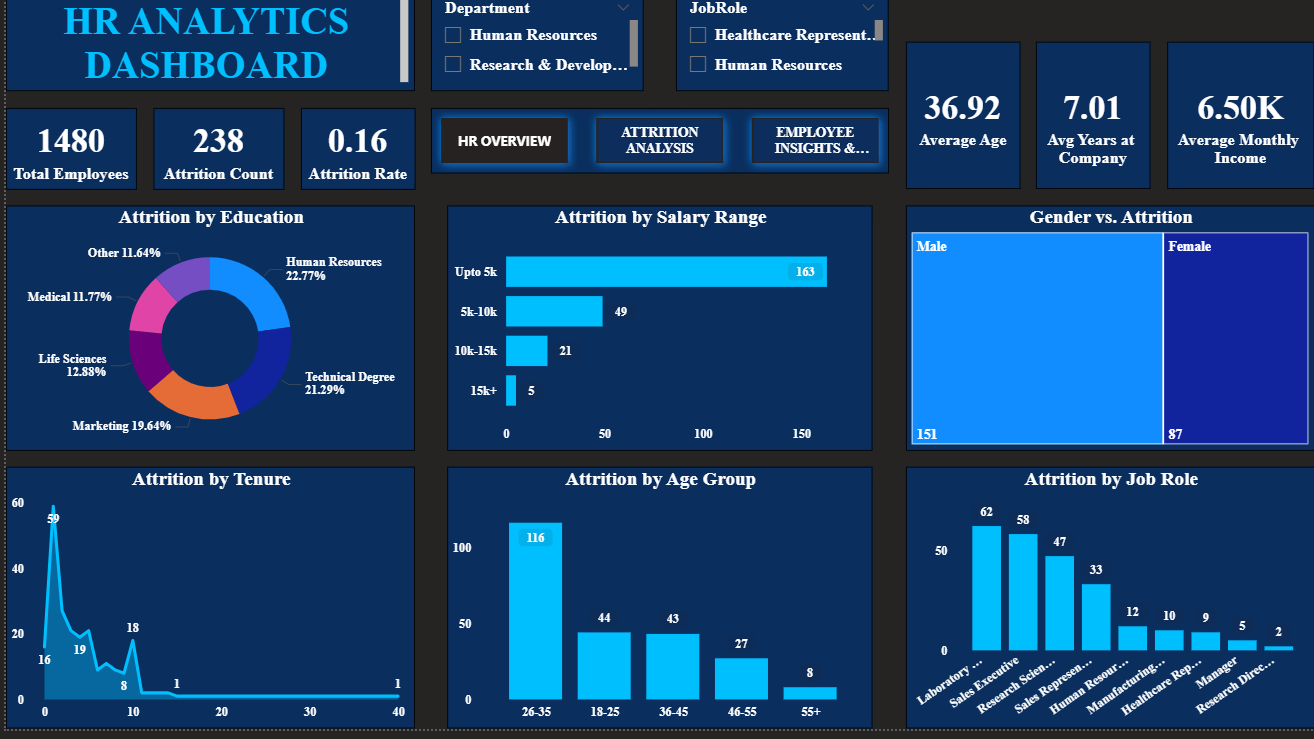 HR ANALYTICS
DASHBOARD
Department
Human Resources
Research & Develop...
JobRole
Healthcare Represent...
Human Resources
1480
Total Employees
238
Attrition Count
0.16
Attrition Rate
HR OVERVIEW
ATTRITION
ANALYSIS
EMPLOYEE
INSIGHTS &...
36.92
Average Age
7.01
Avg Years at
Company
6.50K
Average Monthly
Income
Attrition by Education
Other 11.64%
Human Resources
22.77%
Medical 11.77%
Life Sciences
12.88%
Technical Degree
21.29%
Marketing 19.64%
Attrition by Salary Range
Upto 5k 163
5k-10k 49
10k-15k 21
15k+ 5
0 50 100 150
Gender vs. Attrition
Male Female
151 87
Attrition by Tenure
60
59
40
20
18
19
16
8
1
1
0
0 10 20 30 40
Attrition by Age Group
116
100
50
44
43
27
8
0
26-35 18-25 36-45 46-55 55+
Attrition by Job Role
62
58
50
47
33
12
10
9
5
2
0
Laboratory ...
Sales Executive
Research Scien...
Sales Represen...
Human Resour...
Manufacturing...
Healthcare Rep...
Manager
Research Direc...